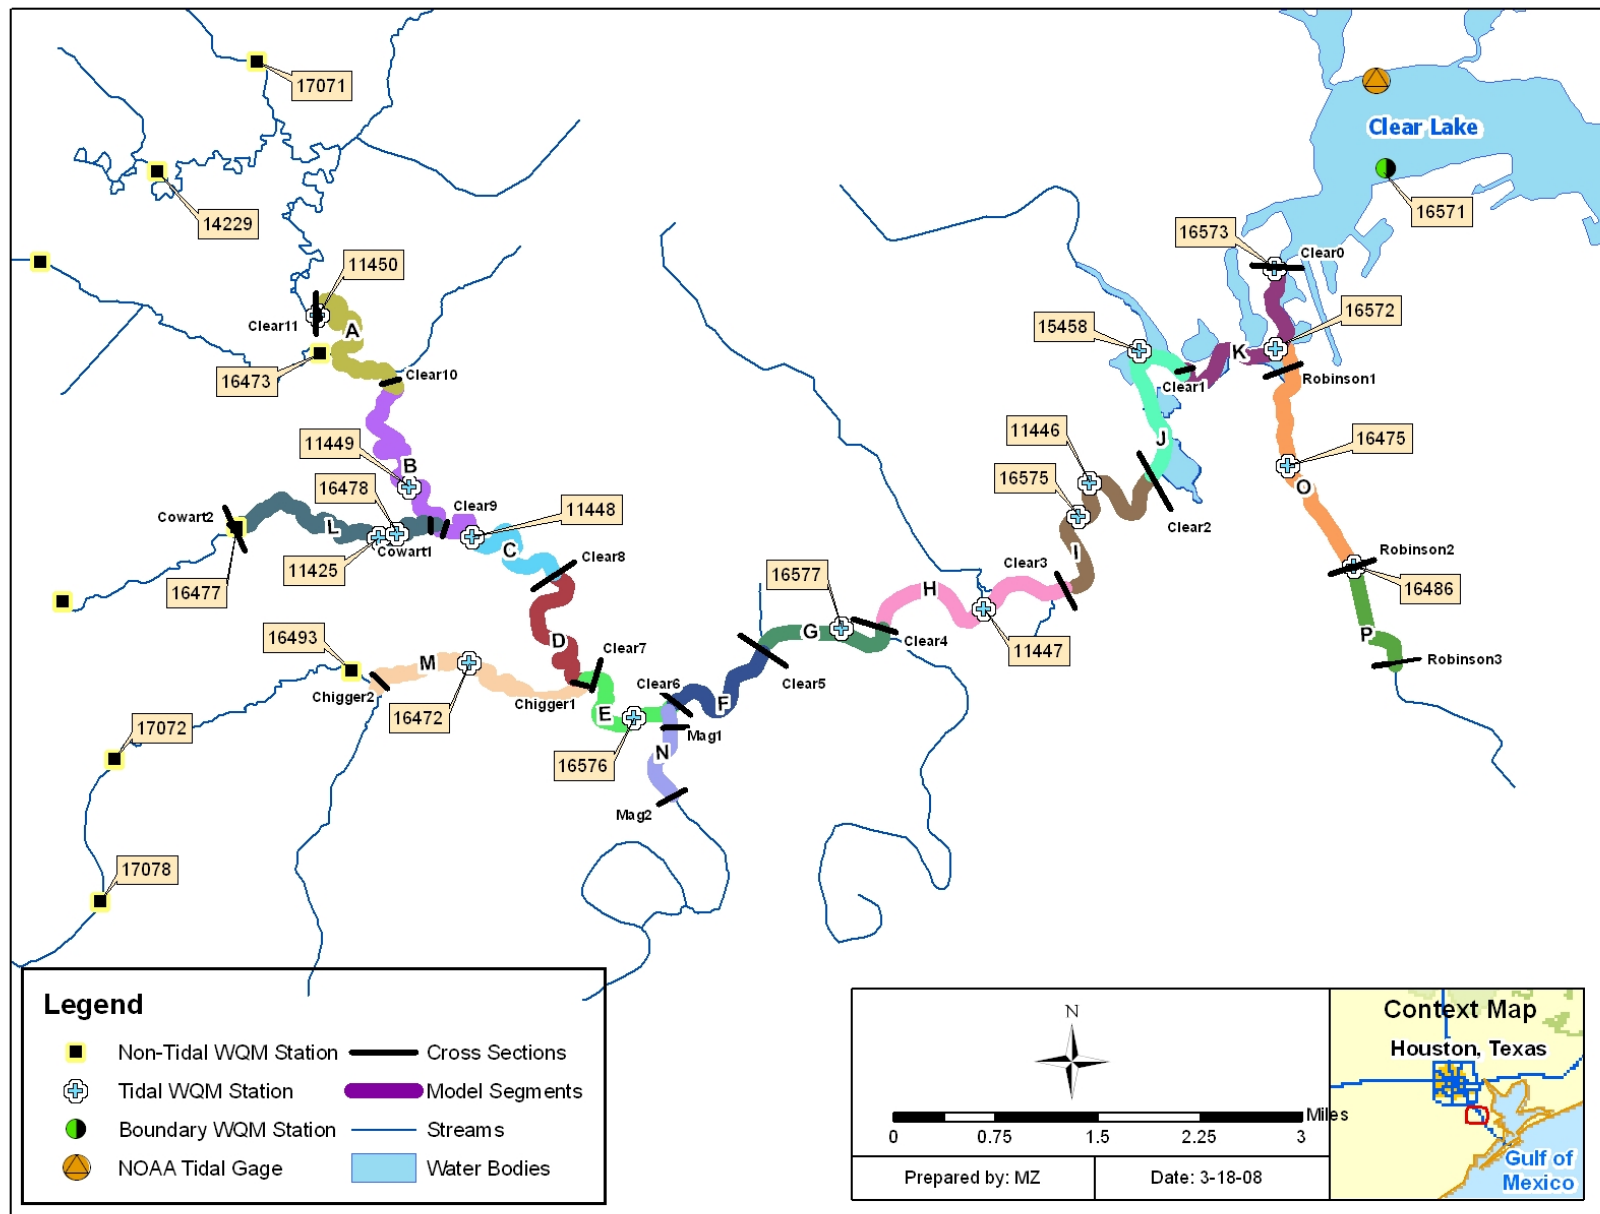 17071
Clear Lake
14229
16571
16573
Clear0
11450
Clear11
A
16572
15458
K
16473
Clear10
Clear1
Robinson1
11449
B
J
11446
16475
16478
16575
O
Cowart2
L
Clear9
11448
Clear2
Cowart1
C
11425
Clear8
I
Robinson2
16477
16577
Clear3
H
16486
16493
D
G
Clear4
P
M
Clear7
11447
Robinson3
Chigger2
Clear6
Clear5
Chigger1
16472
E
F
17072
Mag1
N
16576
Mag2
17078
Legend
Non-Tidal WQM Station
Cross Sections
Tidal WQM Station
Model Segments
Boundary WQM Station
Streams
NOAA Tidal Gage
Water Bodies
N
Miles
0 0.75 1.5 2.25 3
Prepared by: MZ
Date: 3-18-08
Context Map
Houston, Texas
Gulf of
Mexico